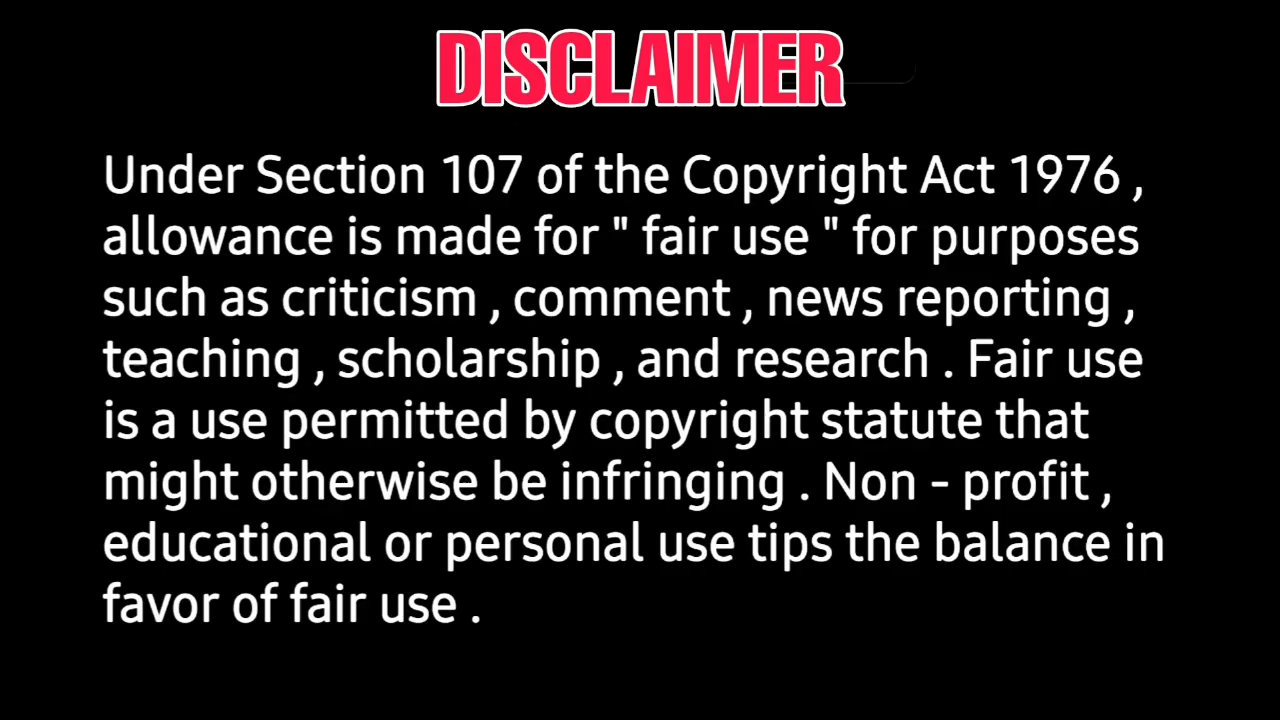 DISCLAIMER
Under Section 107 of the Copyright Act 1976 ,
allowance is made for " fair use " for purposes
such as criticism , comment , news reporting ,
teaching , scholarship , and research . Fair use
is a use permitted by copyright statute that
might otherwise be infringing . Non - profit ,
educational or personal use tips the balance in
favor of fair use .